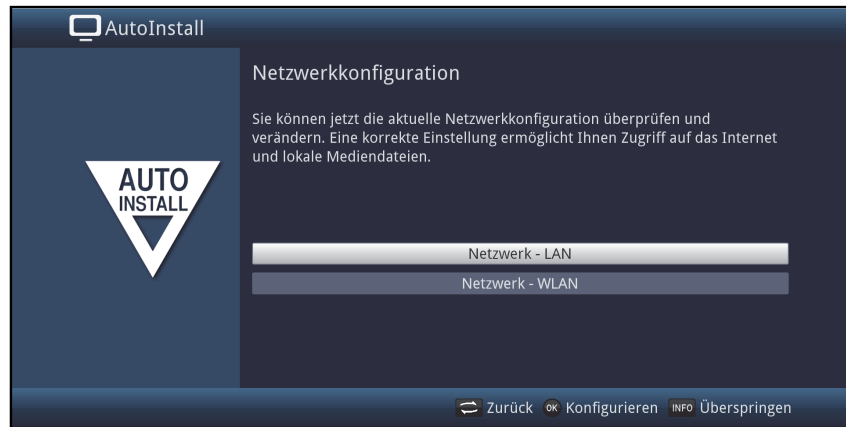 AutoInstall
Netzwerkkonfiguration
Sie können jetzt die aktuelle Netzwerkkonfiguration überprüfen und
verändern. Eine korrekte Einstellung ermöglicht Ihnen Zugriff auf das Internet
und lokale Mediendateien.
AUTO
INSTALL
Netzwerk - LAN
Netzwerk - WLAN
Zurück OK Konfigurieren INFO Überspringen